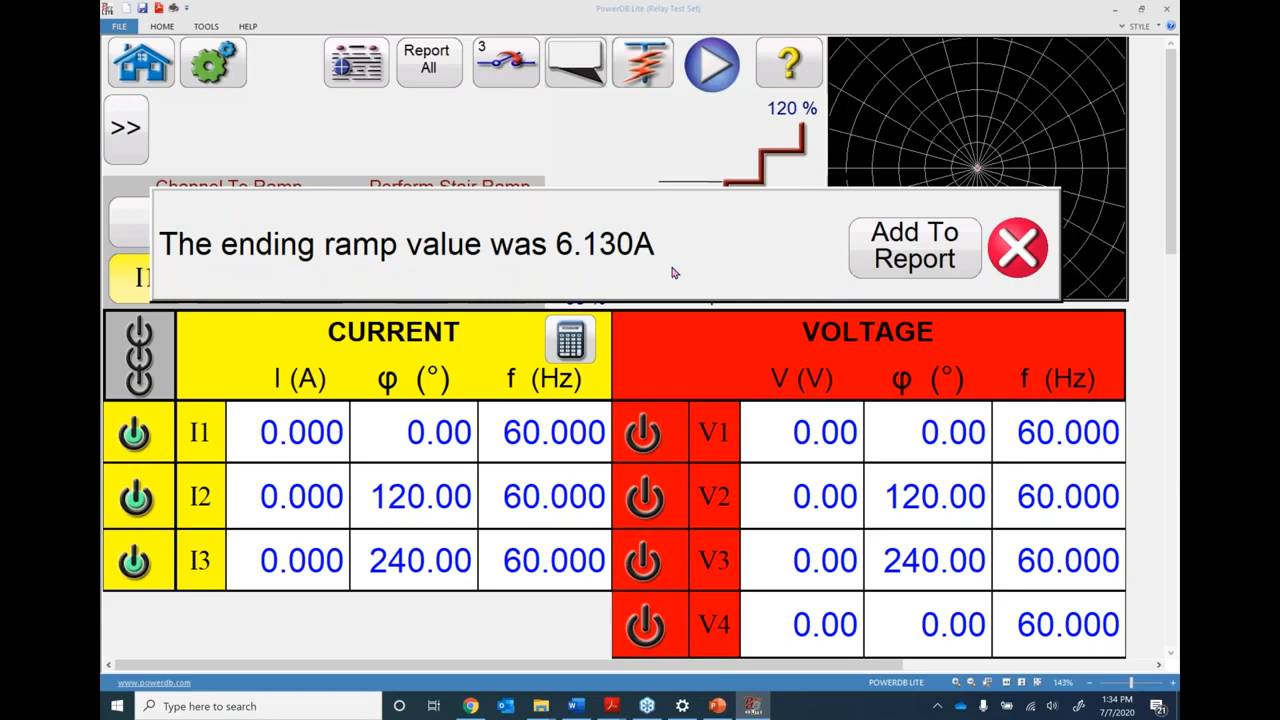 PowerDB Lite (Relay Test Set)
FILE HOME TOOLS HELP
STYLE
Report
All
3
?
120 %
>>
Channel To Ramp Perform Stair Ramp
The ending ramp value was 6.130A
Add To
Report
I1
CURRENT VOLTAGE
I (A) φ (°) f (Hz) V (V) φ (°) f (Hz)
I1 0.000 0.00 60.000 V1 0.00 0.00 60.000
I2 0.000 120.00 60.000 V2 0.00 120.00 60.000
I3 0.000 240.00 60.000 V3 0.00 240.00 60.000
V4 0.00 0.00 60.000
www.powerdb.com
POWERDB LITE
143%
Type here to search
1:34 PM
7/7/2020
21